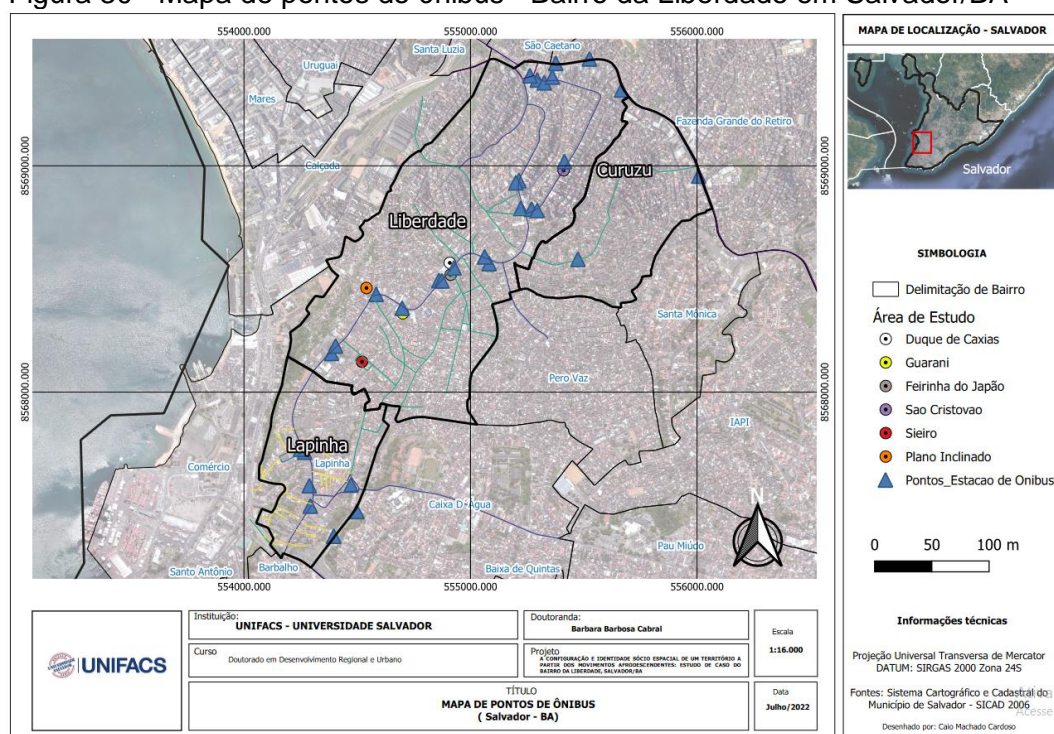 Figura 30 - Mapa de pontos de ônibus - Bairro da Liberdade em Salvador/BA
554000.000
555000.000
556000.000
Santa Luzia
São Caetano
Uruguai
Mares
Fazenda Grande do Retiro
Calçada
8569000.000
8569000.000
Curuzu
Liberdade
Santa Mônica
Pero Vaz
8568000.000
8568000.000
IAPI
Lapinha
Lapinha
Comércio
Caixa D'Água
N
Pau Miúdo
Santo Antônio
Barbalho
Baixa de Quintas
554000.000
555000.000
556000.000
MAPA DE LOCALIZAÇÃO - SALVADOR
Salvador
SIMBOLOGIA
Delimitação de Bairro
Área de Estudo
Duque de Caxias
Guarani
Feirinha do Japão
Sao Cristovao
Sieiro
Plano Inclinado
Pontos_Estacao de Onibus
0 50 100 m
Informações técnicas
Projeção Universal Transversa de Mercator
DATUM: SIRGAS 2000 Zona 24S
Fontes: Sistema Cartográfico e Cadastral do
Município de Salvador - SICAD 2006
Acesse
Desenhado por: Caio Machado Cardoso
UNIFACS
Instituição:
UNIFACS - UNIVERSIDADE SALVADOR
Doutoranda:
Barbara Barbosa Cabral
Escala
1:16.000
Curso
Doutorado em Desenvolvimento Regional e Urbano
Projeto
A CONFIGURAÇÃO E IDENTIDADE SÓCIO ESPACIAL DE UM TERRITÓRIO A
PARTIR DOS MOVIMENTOS AFRODESCENDENTES: ESTUDO DE CASO DO
BAIRRO DA LIBERDADE, SALVADOR/BA
TÍTULO
MAPA DE PONTOS DE ÔNIBUS
( Salvador - BA)
Data
Julho/2022